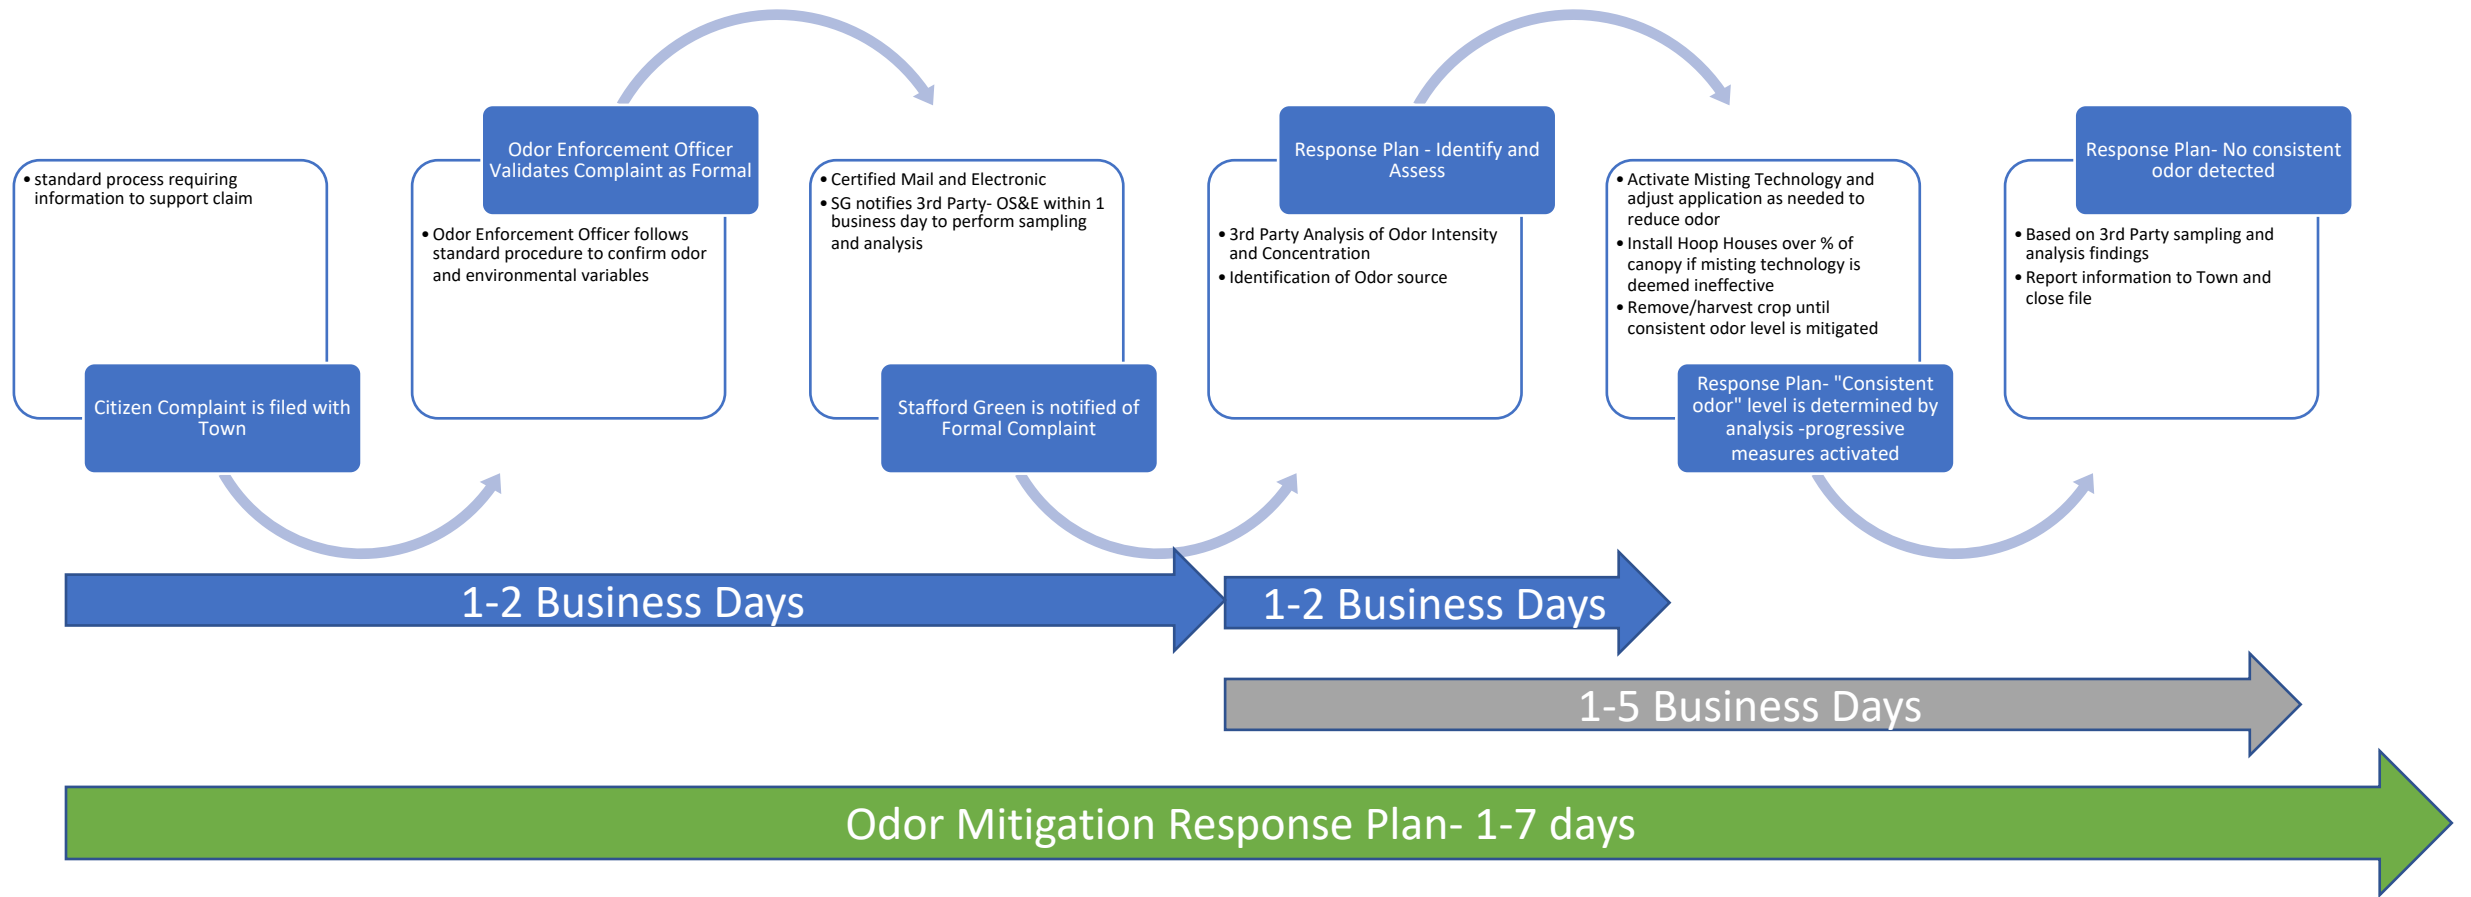 • standard process requiring
information to support claim
Citizen Complaint is filed with
Town
Odor Enforcement Officer
Validates Complaint as Formal
• Odor Enforcement Officer follows
standard procedure to confirm odor
and environmental variables
• Certified Mail and Electronic
• SG notifies 3rd Party- OS&E within 1
business day to perform sampling
and analysis
Stafford Green is notified of
Formal Complaint
Response Plan - Identify and
Assess
• 3rd Party Analysis of Odor Intensity
and Concentration
• Identification of Odor source
• Activate Misting Technology and
adjust application as needed to
reduce odor
• Install Hoop Houses over % of
canopy if misting technology is
deemed ineffective
• Remove/harvest crop until
consistent odor level is mitigated
Response Plan- "Consistent
odor" level is determined by
analysis -progressive
measures activated
Response Plan- No consistent
odor detected
• Based on 3rd Party sampling and
analysis findings
• Report information to Town and
close file
1-2 Business Days
1-2 Business Days
1-5 Business Days
Odor Mitigation Response Plan- 1-7 days